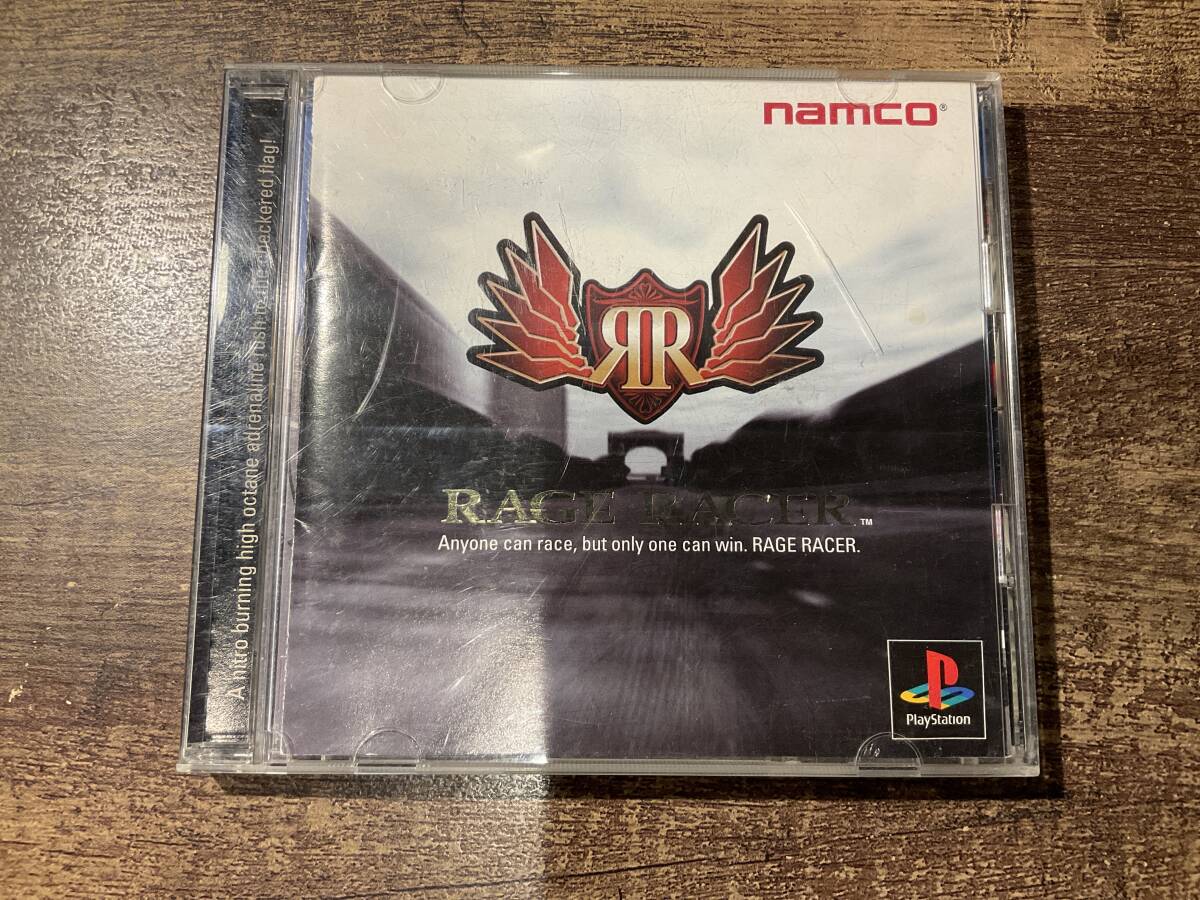 namco®
RR
RAGE RACER™
Anyone can race, but only one can win. RAGE RACER.
PlayStation
A nitro burning high octane adrenaline rush to the checkered flag!